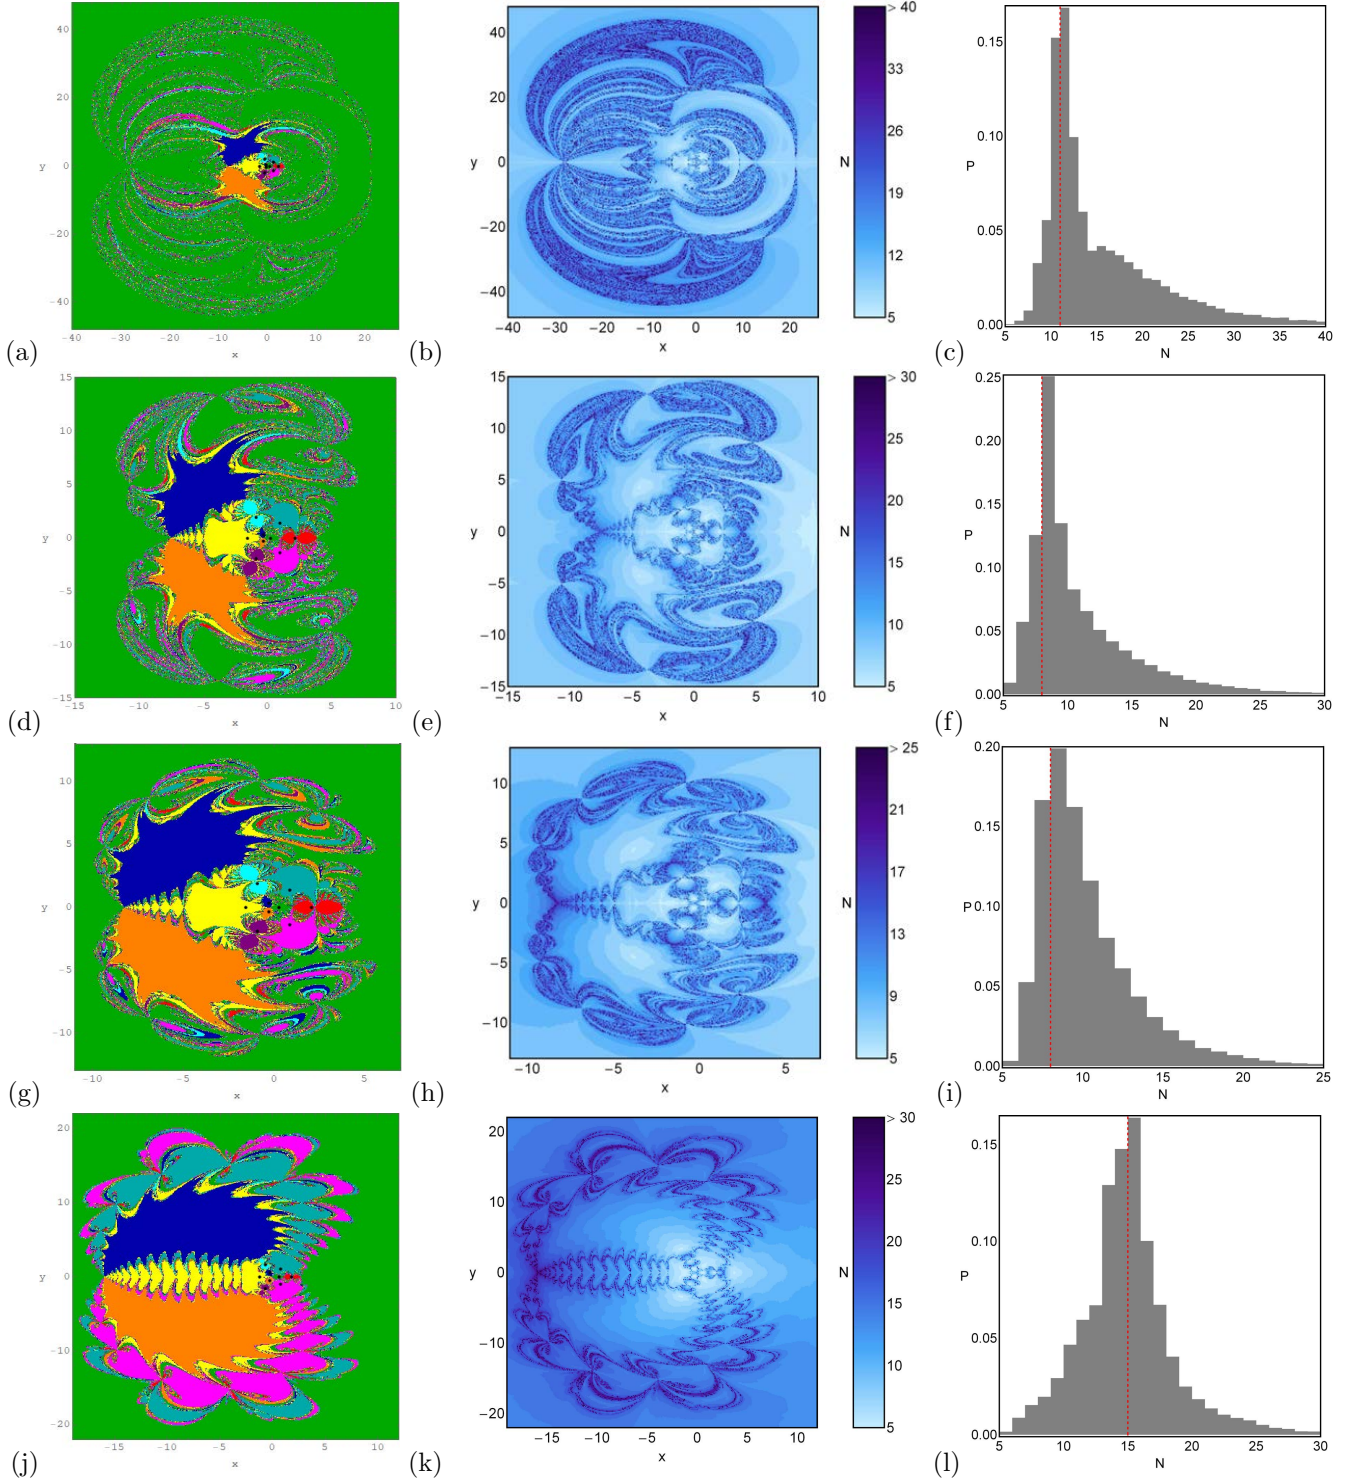 40
20
0
−20
−40
y
−40 −30 −20 −10 0 10 20
x
(a)
40
20
0
−20
−40
y
−40 −30 −20 −10 0 10 20
x
> 40
33
26
19
12
5
N
(b)
0.15
0.10
0.05
0.00
P
5 10 15 20 25 30 35 40
N
(c)
15
10
5
0
−5
−10
−15
y
−15 −10 −5 0 5 10
x
(d)
15
10
5
0
−5
−10
−15
y
−15 −10 −5 0 5 10
x
> 30
25
20
15
10
5
N
(e)
0.25
0.20
0.15
0.10
0.05
0.00
P
5 10 15 20 25 30
N
(f)
10
5
0
−5
−10
y
−10 −5 0 5
x
(g)
10
5
0
−5
−10
y
−10 −5 0 5
x
> 25
21
17
13
9
5
N
(h)
0.20
0.15
0.10
0.05
0.00
P
5 10 15 20 25
N
(i)
20
10
0
−10
−20
y
−15 −10 −5 0 5 10
x
(j)
20
10
0
−10
−20
y
−15 −10 −5 0 5 10
x
> 30
25
20
15
10
5
N
(k)
0.15
0.10
0.05
0.00
P
5 10 15 20 25 30
N
(l)